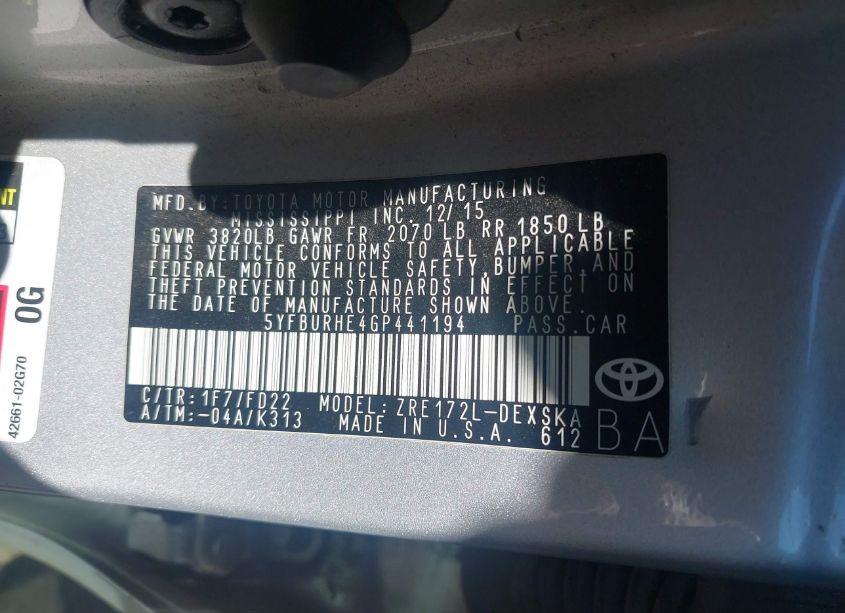 MFD.BY:TOYOTA MOTOR MANUFACTURING
MISSISSIPPI INC. 12/15
GVWR 3820LB GAWR FR 2070 LB RR 1850 LB
THIS VEHICLE CONFORMS TO ALL APPLICABLE
FEDERAL MOTOR VEHICLE SAFETY,BUMPER,AND
THEFT PREVENTION STANDARDS IN EFFECT ON
THE DATE OF MANUFACTURE SHOWN ABOVE.
5YFBURHE4GP441194 PASS.CAR
C/TR: 1F7/FD22 MODEL: ZRE172L-DEXSKA
A/TM:-04A/K313 MADE IN U.S.A. 612
BA
NT
0G
42661-02G70